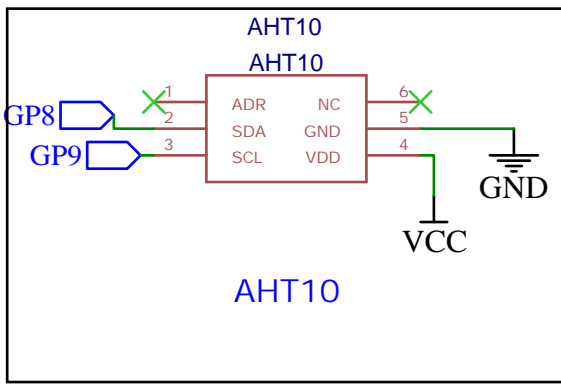 AHT10
AHT10
1 ADR NC 6
GP8 2 SDA GND 5
GP9 3 SCL VDD 4
GND
VCC
AHT10